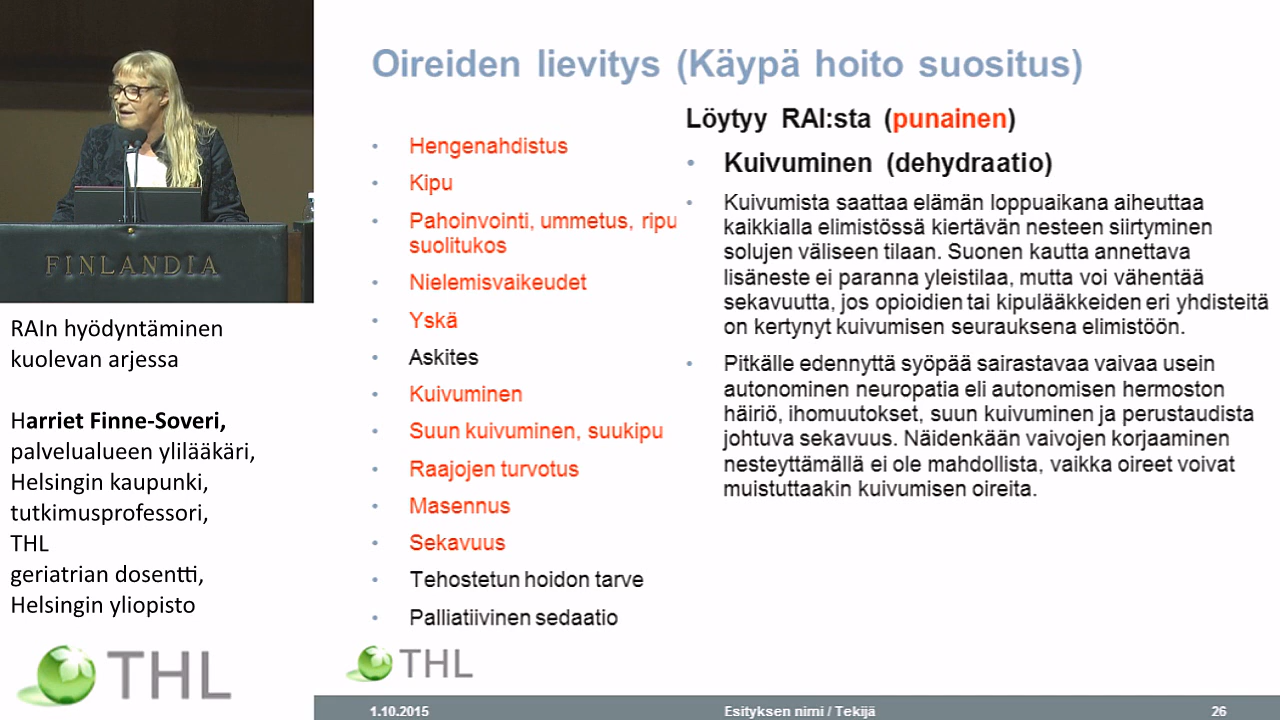 FINLANDIA
RAIn hyödyntäminen
kuolevan arjessa
Harriet Finne-Soveri,
palvelualueen ylilääkäri,
Helsingin kaupunki,
tutkimusprofessori,
THL
geriatrian dosentti,
Helsingin yliopisto
THL
Oireiden lievitys (Käypä hoito suositus)
• Hengenahdistus
• Kipu
• Pahoinvointi, ummetus, ripu
suolitukos
• Nielemisvaikeudet
• Yskä
• Askites
• Kuivuminen
• Suun kuivuminen, suukipu
• Raajojen turvotus
• Masennus
• Sekavuus
• Tehostetun hoidon tarve
• Palliatiivinen sedaatio
Löytyy RAI:sta (punainen)
• Kuivuminen (dehydraatio)
• Kuivumista saattaa elämän loppuaikana aiheuttaa
kaikkialla elimistössä kiertävän nesteen siirtyminen
solujen väliseen tilaan. Suonen kautta annettava
lisäneste ei paranna yleistilaa, mutta voi vähentää
sekavuutta, jos opioidien tai kipulääkkeiden eri yhdisteitä
on kertynyt kuivumisen seurauksena elimistöön.
• Pitkälle edennyttä syöpää sairastavaa vaivaa usein
autonominen neuropatia eli autonomisen hermoston
häiriö, ihomuutokset, suun kuivuminen ja perustaudista
johtuva sekavuus. Näidenkään vaivojen korjaaminen
nesteyttämällä ei ole mahdollista, vaikka oireet voivat
muistuttaakin kuivumisen oireita.
THL
1.10.2015
Esityksen nimi / Tekijä
26